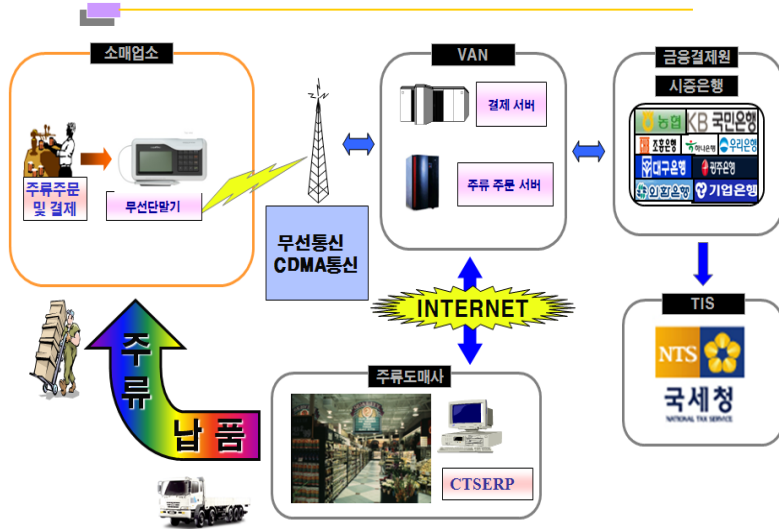 소매업소
주류주문
및 결제
무선단말기
무선통신
CDMA통신
VAN
결제 서버
주류 주문 서버
금융결제원
시중은행
농협
KB 국민은행
조흥은행
하나은행
우리은행
대구은행
광주은행
외환은행
기업은행
INTERNET
TIS
NTS
국세청
NATIONAL TAX SERVICE
주류도매사
CTSERP
주류
납품